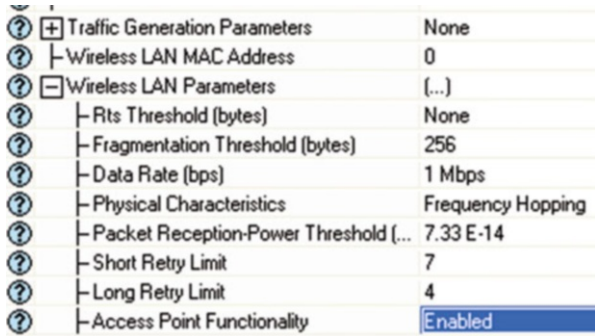 Traffic Generation Parameters None
Wireless LAN MAC Address 0
Wireless LAN Parameters (...)
Rts Threshold (bytes) None
Fragmentation Threshold (bytes) 256
Data Rate (bps) 1 Mbps
Physical Characteristics Frequency Hopping
Packet Reception-Power Threshold (... 7.33 E-14
Short Retry Limit 7
Long Retry Limit 4
Access Point Functionality Enabled